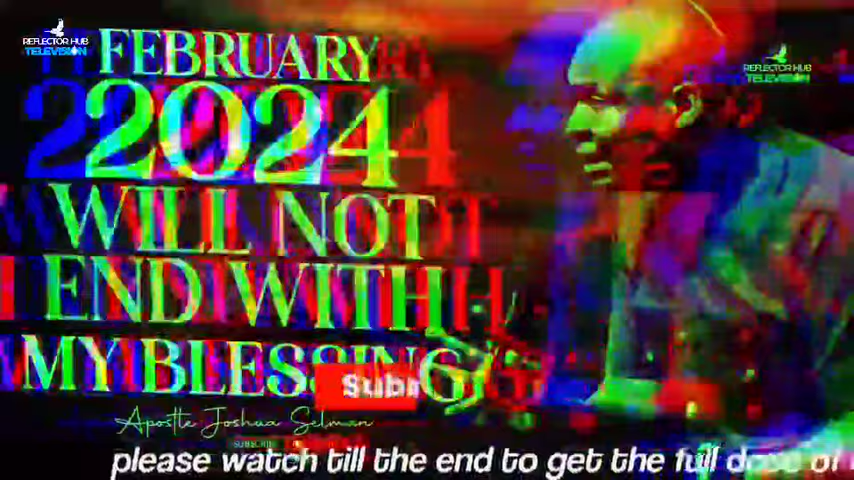 REFLECTOR HUB
TELEVISION
REFLECTOR HUB
TELEVISION
FEBRUARY
2024
WILL NOT
END WITH
MY BLESSING
Subs
Apostle Joshua Selman
SUBSCRIBE
please watch till the end to get the full dose of